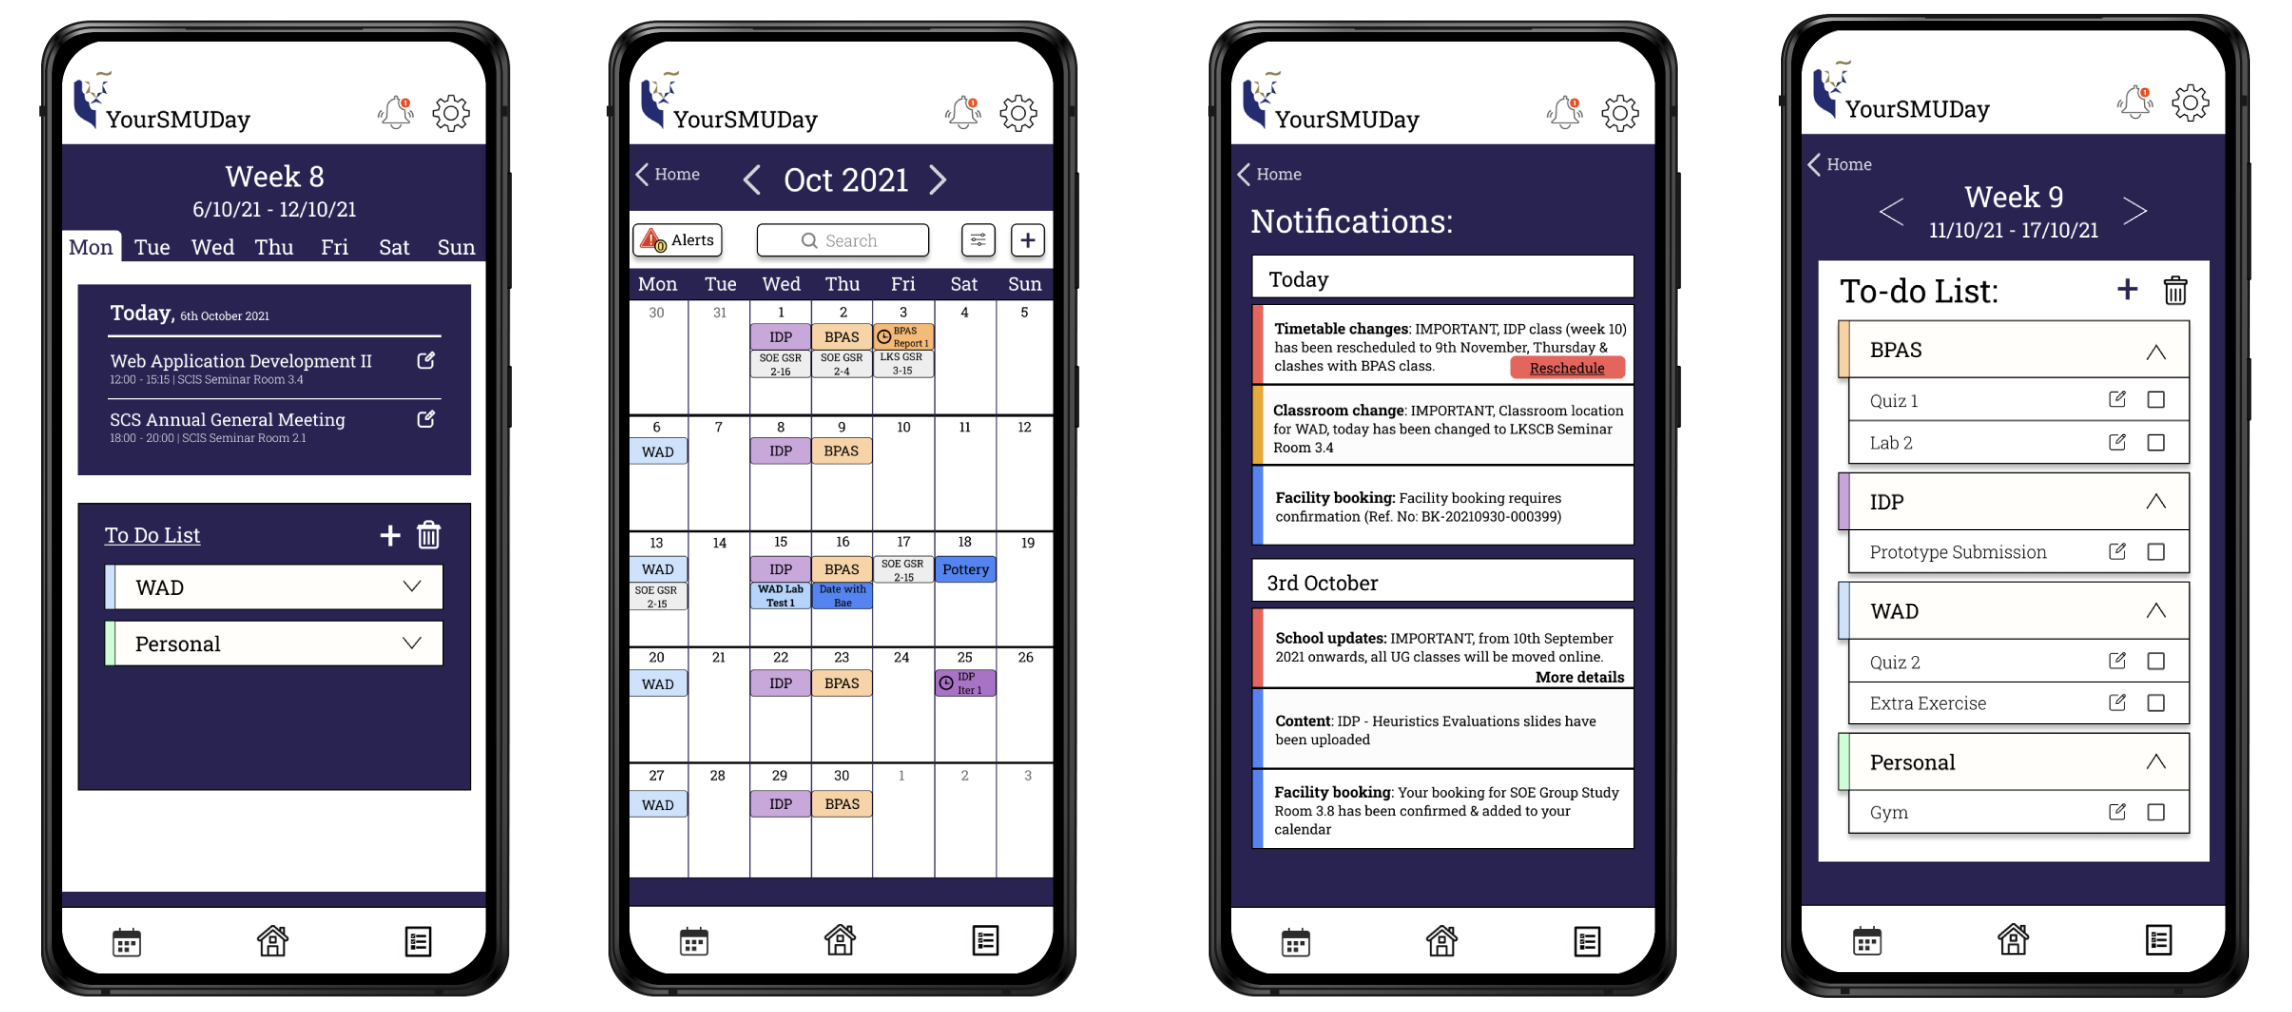 YourSMUDay
1
Week 8
6/10/21 - 12/10/21
Mon Tue Wed Thu Fri Sat Sun
Today, 6th October 2021
Web Application Development II
12:00 - 15:15 | SCIS Seminar Room 3.4
SCS Annual General Meeting
18:00 - 20:00 | SCIS Seminar Room 2.1
To Do List
WAD
Personal
YourSMUDay
1
Home
Oct 2021
0 Alerts
Search
Mon Tue Wed Thu Fri Sat Sun
30 31 1 2 3 4 5
IDP BPAS BPAS
Report 1
SOE GSR SOE GSR LKS GSR
2-16 2-4 3-15
6 7 8 9 10 11 12
WAD IDP BPAS
13 14 15 16 17 18 19
WAD IDP BPAS SOE GSR Pottery
2-15
SOE GSR WAD Lab Date with
2-15 Test 1 Bae
20 21 22 23 24 25 26
WAD IDP BPAS IDP
Iter 1
27 28 29 30 1 2 3
WAD IDP BPAS
YourSMUDay
1
Home
Notifications:
Today
Timetable changes: IMPORTANT, IDP class (week 10)
has been rescheduled to 9th November, Thursday &
clashes with BPAS class.
Reschedule
Classroom change: IMPORTANT, Classroom location
for WAD, today has been changed to LKSCB Seminar
Room 3.4
Facility booking: Facility booking requires
confirmation (Ref. No: BK-20210930-000399)
3rd October
School updates: IMPORTANT, from 10th September
2021 onwards, all UG classes will be moved online.
More details
Content: IDP - Heuristics Evaluations slides have
been uploaded
Facility booking: Your booking for SOE Group Study
Room 3.8 has been confirmed & added to your
calendar
YourSMUDay
1
Home
Week 9
11/10/21 - 17/10/21
To-do List:
BPAS
Quiz 1
Lab 2
IDP
Prototype Submission
WAD
Quiz 2
Extra Exercise
Personal
Gym